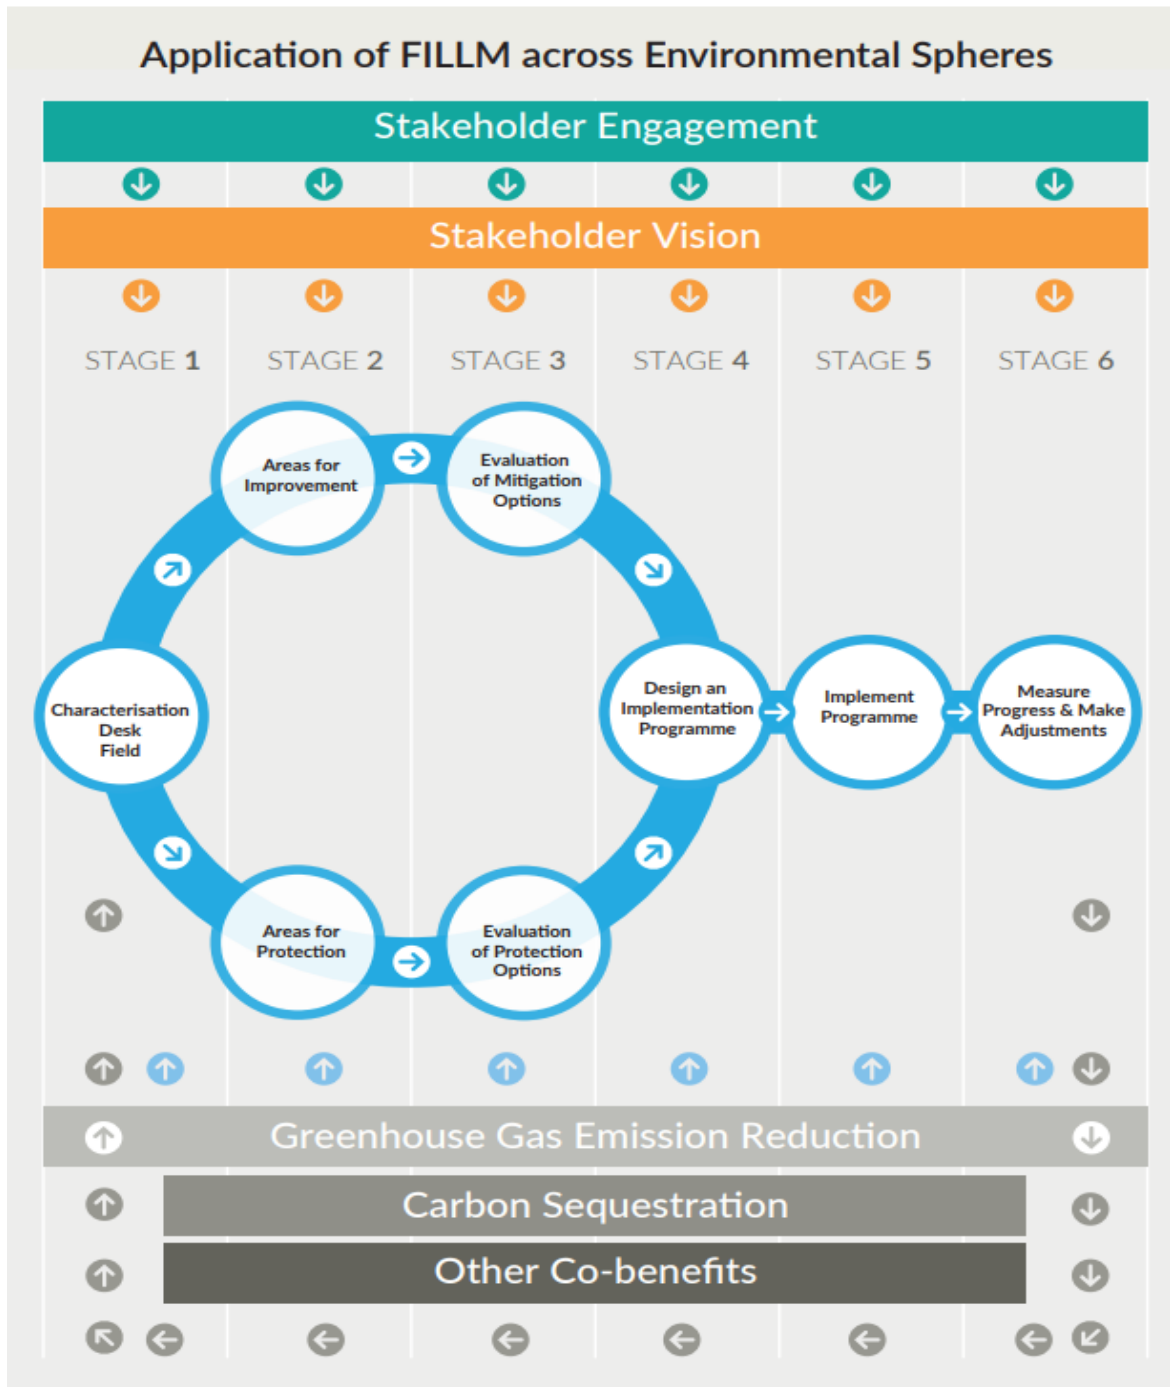 Application of FILLM across Environmental Spheres
Stakeholder Engagement
Stakeholder Vision
STAGE 1
STAGE 2
STAGE 3
STAGE 4
STAGE 5
STAGE 6
Areas for
Improvement
Evaluation
of Mitigation
Options
Characterisation
Desk
Field
Design an
Implementation
Programme
Implement
Programme
Measure
Progress & Make
Adjustments
Areas for
Protection
Evaluation
of Protection
Options
Greenhouse Gas Emission Reduction
Carbon Sequestration
Other Co-benefits